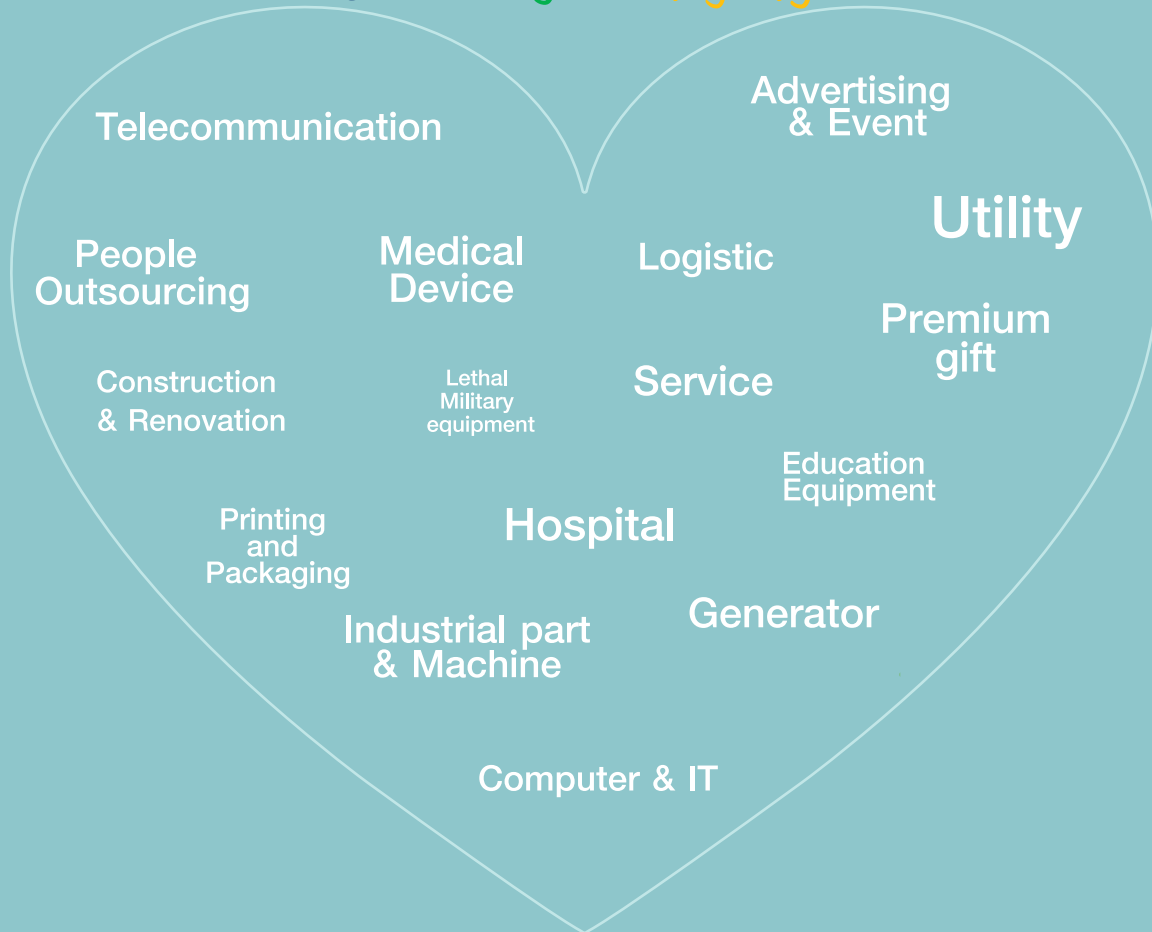 Telecommunication
Advertising
& Event
Utility
People
Outsourcing
Medical
Device
Logistic
Premium
gift
Construction
& Renovation
Lethal
Military
equipment
Service
Education
Equipment
Printing
and
Packaging
Hospital
Industrial part
& Machine
Generator
Computer & IT